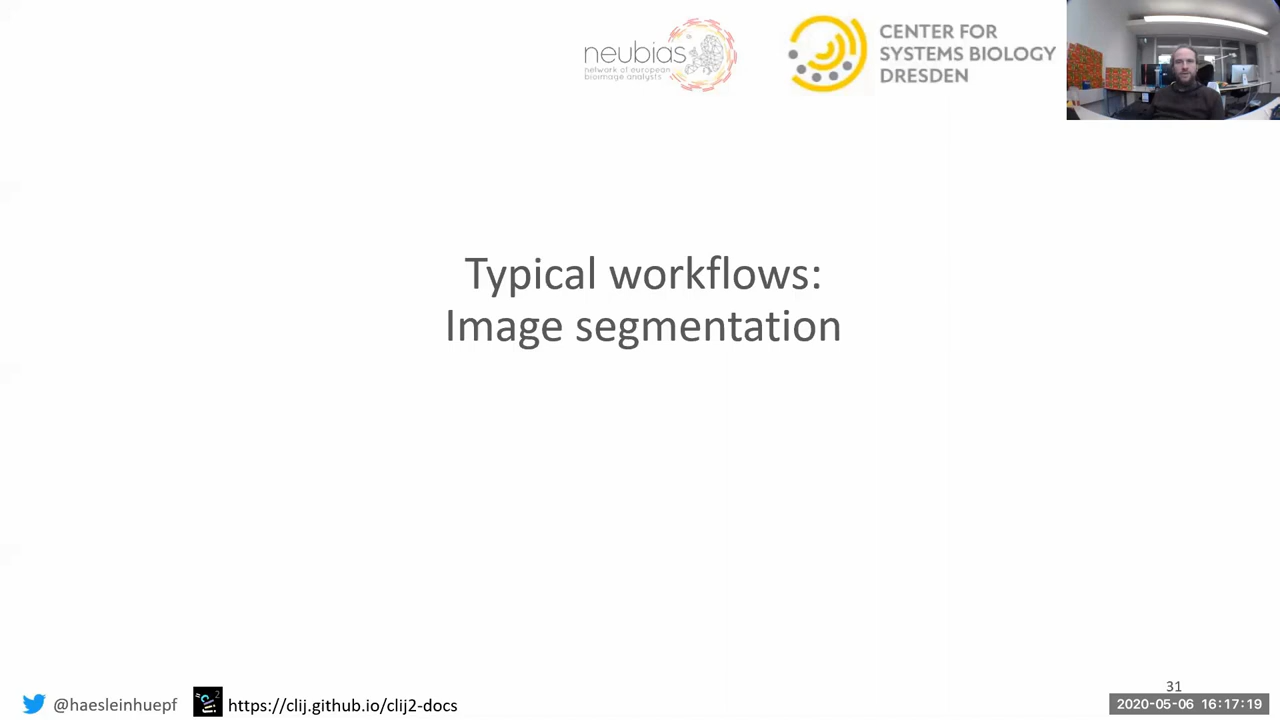 neubias
network of european
bioimage analysts
CENTER FOR
SYSTEMS BIOLOGY
DRESDEN
Typical workflows:
Image segmentation
@haesleinhuepf
https://clij.github.io/clij2-docs
31
2020-05-06 16:17:19